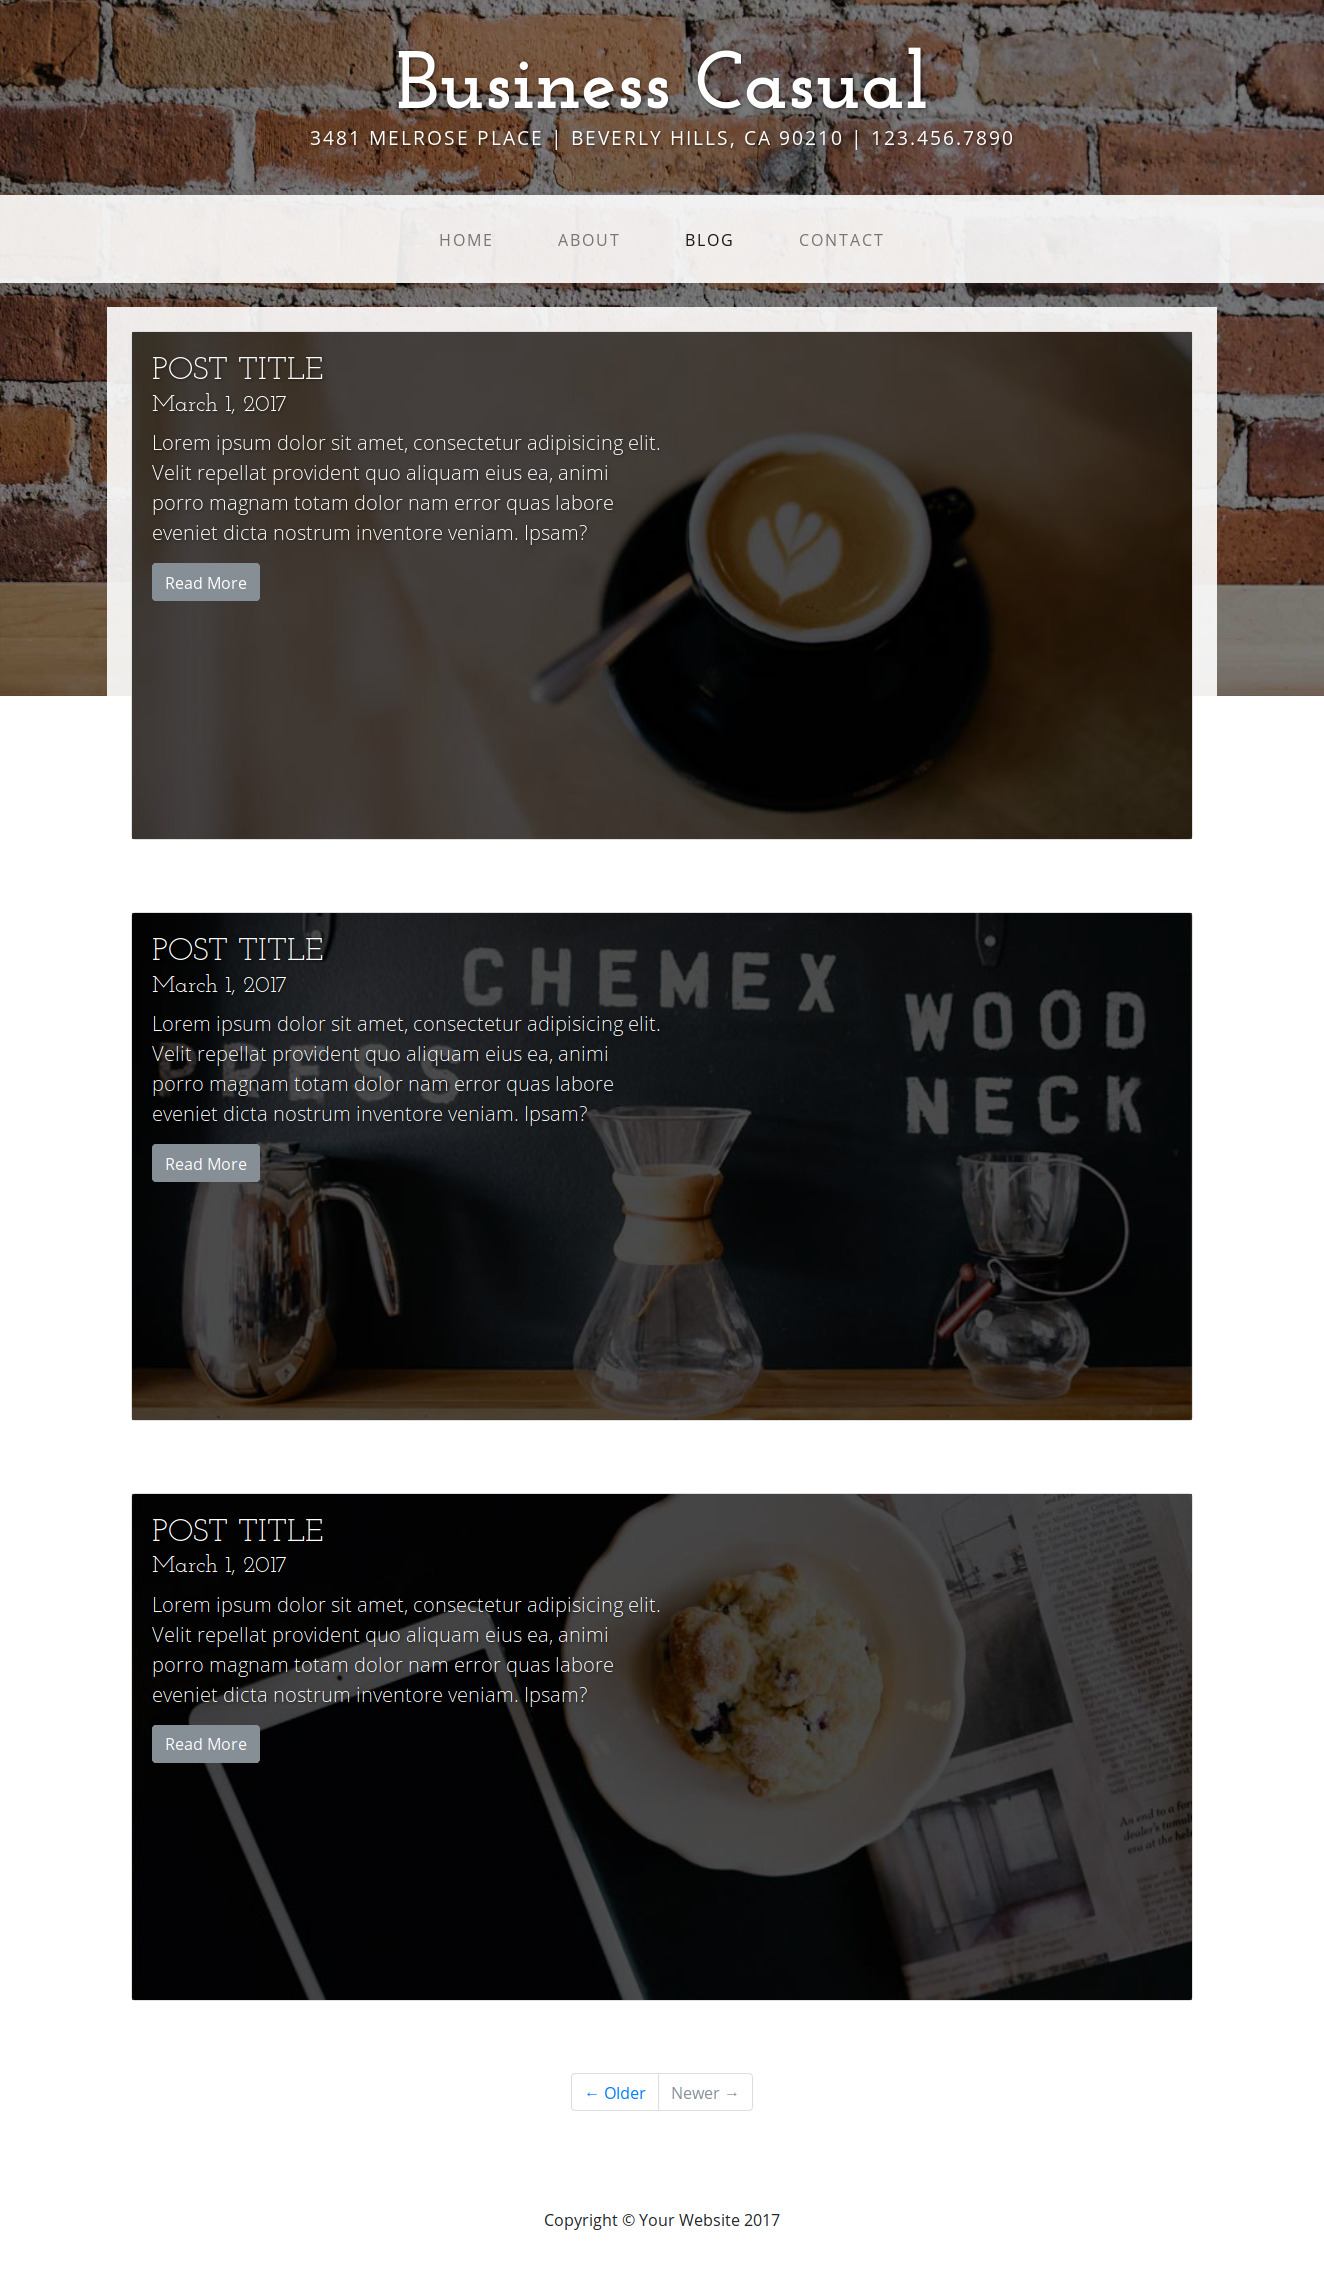 Business Casual
3481 MELROSE PLACE | BEVERLY HILLS, CA 90210 | 123.456.7890
HOME ABOUT BLOG CONTACT
POST TITLE
March 1, 2017
Lorem ipsum dolor sit amet, consectetur adipisicing elit.
Velit repellat provident quo aliquam eius ea, animi
porro magnam totam dolor nam error quas labore
eveniet dicta nostrum inventore veniam. Ipsam?
Read More
POST TITLE
March 1, 2017
CHEMEX
WOOD
NECK
PRESS
Lorem ipsum dolor sit amet, consectetur adipisicing elit.
Velit repellat provident quo aliquam eius ea, animi
porro magnam totam dolor nam error quas labore
eveniet dicta nostrum inventore veniam. Ipsam?
Read More
POST TITLE
March 1, 2017
Lorem ipsum dolor sit amet, consectetur adipisicing elit.
Velit repellat provident quo aliquam eius ea, animi
porro magnam totam dolor nam error quas labore
eveniet dicta nostrum inventore veniam. Ipsam?
Read More
An end to a
dealer's
era at the
← Older Newer →
Copyright © Your Website 2017